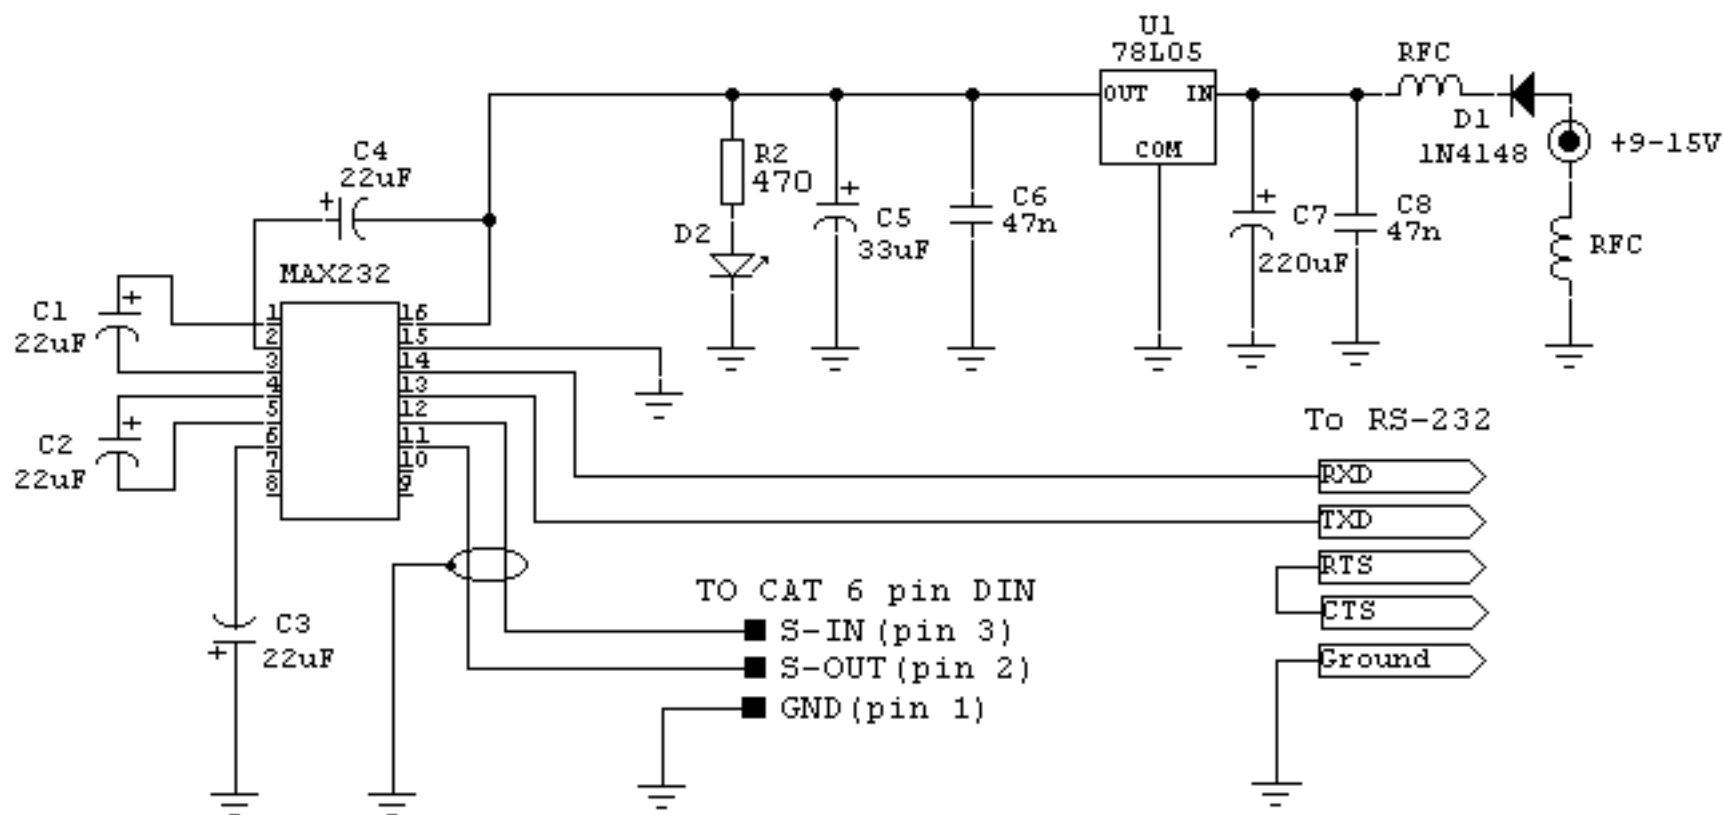 U1
78L05
OUT IN
COM
RFC
D1
1N4148
+9-15V
RFC
C4
22uF
+
R2
470
D2
+
C5
33uF
C6
47n
+
C7
220uF
C8
47n
MAX232
C1
22uF
+
C2
22uF
+
1
2
3
4
5
6
7
8
16
15
14
13
12
11
10
9
C3
22uF
+
To RS-232
RXD
TXD
RTS
CTS
Ground
TO CAT 6 pin DIN
S-IN(pin 3)
S-OUT(pin 2)
GND(pin 1)